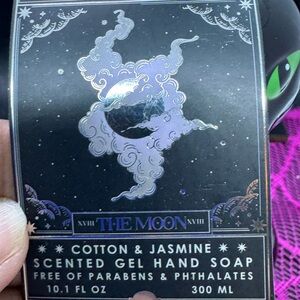 XVIII THE MOON XVIII
COTTON & JASMINE
SCENTED GEL HAND SOAP
FREE OF PARABENS & PHTHALATES
10.1 FL OZ 300 ML